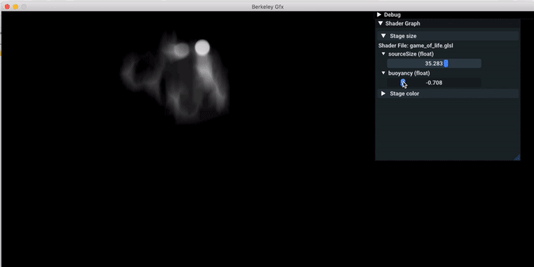 Berkeley Gfx
Debug
Shader Graph
Stage size
Shader File: game_of_life.glsl
sourceSize (float)
35.283
buoyancy (float)
-0.708
Stage color